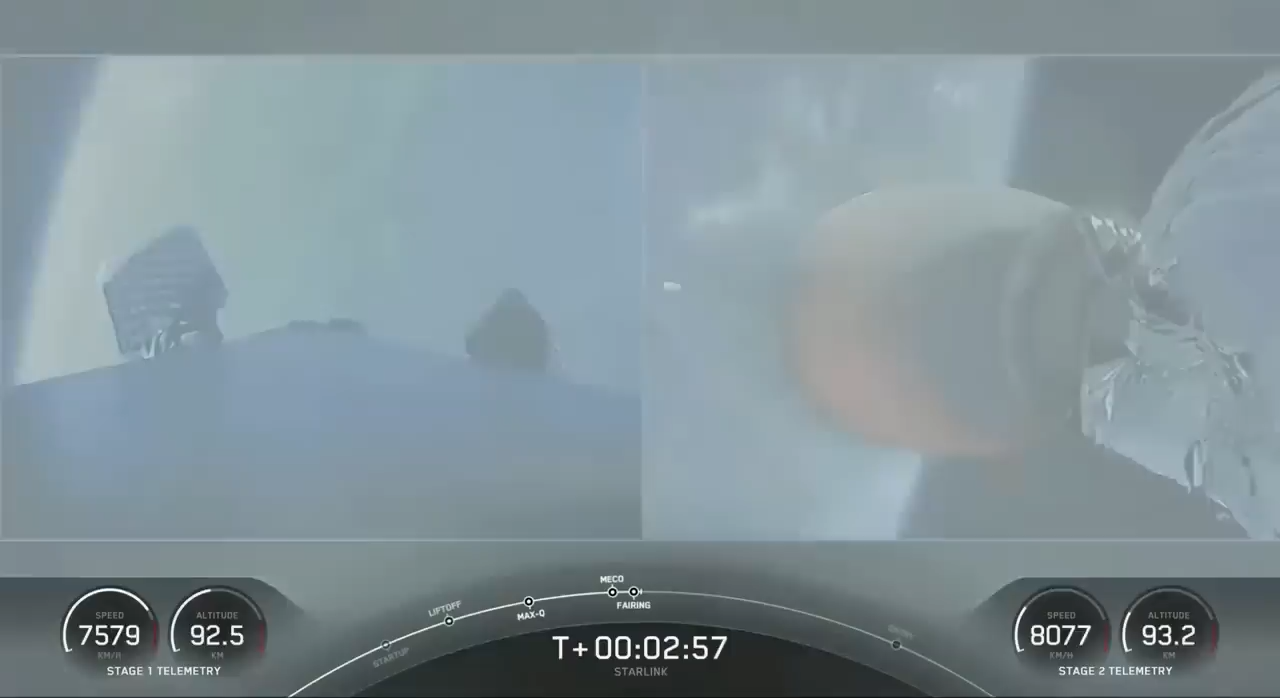 LIFTOFF
STARTUP
MAX-Q
MECO
FAIRING
SPEED
7579
KM/H
ALTITUDE
92.5
KM
STAGE 1 TELEMETRY
T+00:02:57
STARLINK
SPEED
8077
KM/H
ALTITUDE
93.2
KM
STAGE 2 TELEMETRY